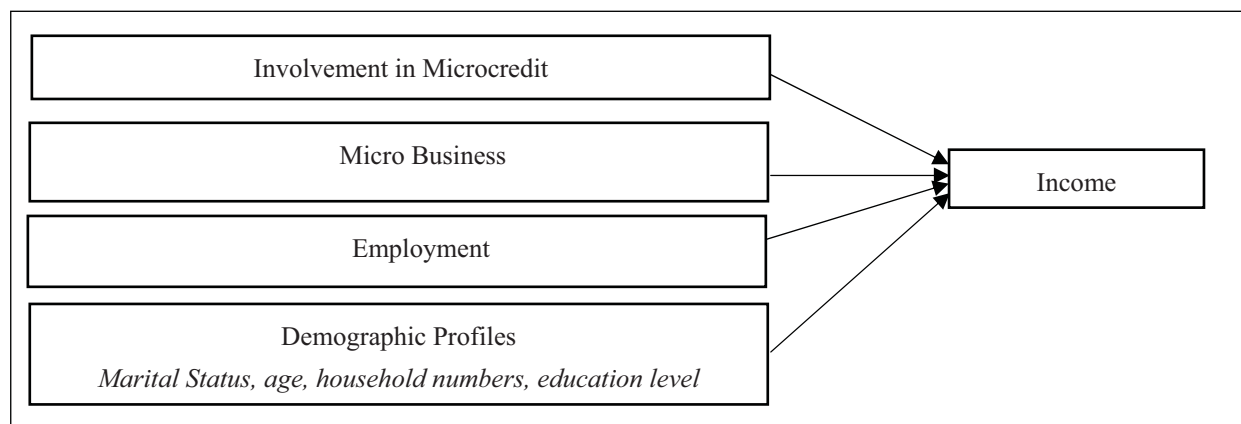 Involvement in Microcredit
Micro Business
Employment
Demographic Profiles
Marital Status, age, household numbers, education level
Income